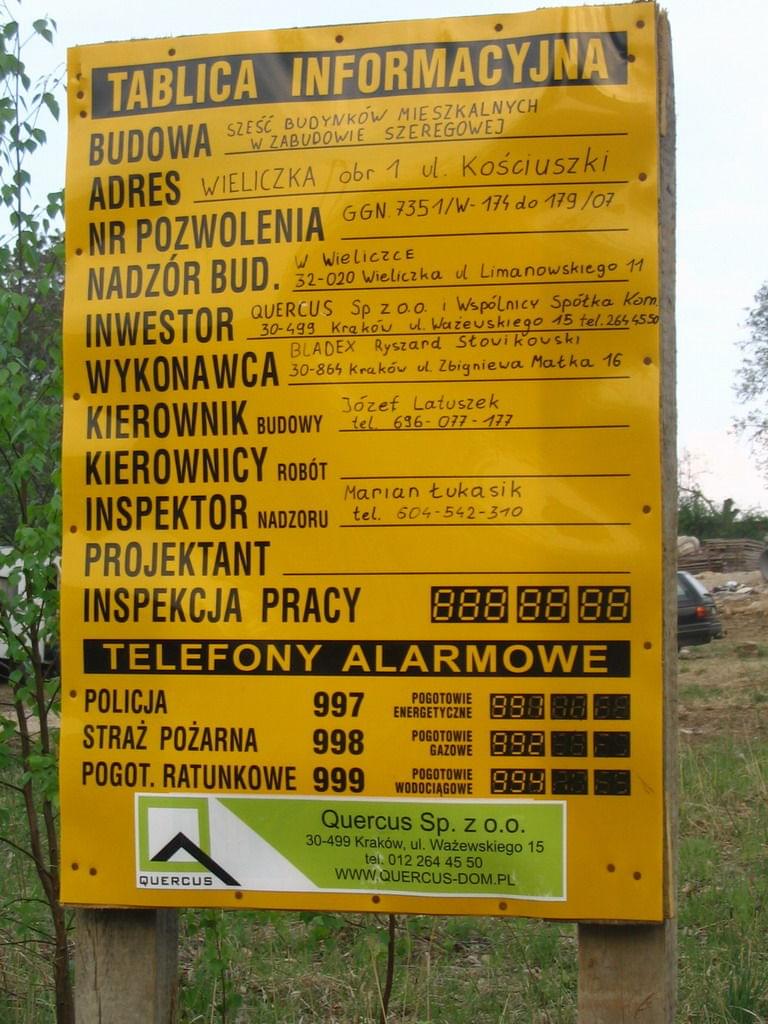 TABLICA INFORMACYJNA
BUDOWA SZEŚĆ BUDYNKÓW MIESZKALNYCH
W ZABUDOWIE SZEREGOWEJ
ADRES WIELICZKA obr 1 ul. Kościuszki
NR POZWOLENIA GGN.7351/W-174 do 179/07
NADZÓR BUD. W Wieliczce
32-020 Wieliczka ul Limanowskiego 11
INWESTOR QUERCUS Sp z o.o. i Wspólnicy Spółka Kom.
30-499 Kraków ul. Ważewskiego 15 tel. 264 45 50
WYKONAWCA BLADEX Ryszard Słovikovski
30-864 Kraków ul. Zbigniewa Małka 16
KIEROWNIK BUDOWY Józef Latuszek
tel. 696-077-177
KIEROWNICY ROBÓT
INSPEKTOR NADZORU Marian Łukasik
tel. 604-542-310
PROJEKTANT
INSPEKCJA PRACY 888 88 88
TELEFONY ALARMOWE
POLICJA 997 POGOTOWIE ENERGETYCZNE 991
STRAŻ POŻARNA 998 POGOTOWIE GAZOWE 992
POGOT. RATUNKOWE 999 POGOTOWIE WODOCIĄGOWE 994
QUERCUS
Quercus Sp. z o.o.
30-499 Kraków, ul. Ważewskiego 15
tel. 012 264 45 50
WWW.QUERCUS-DOM.PL